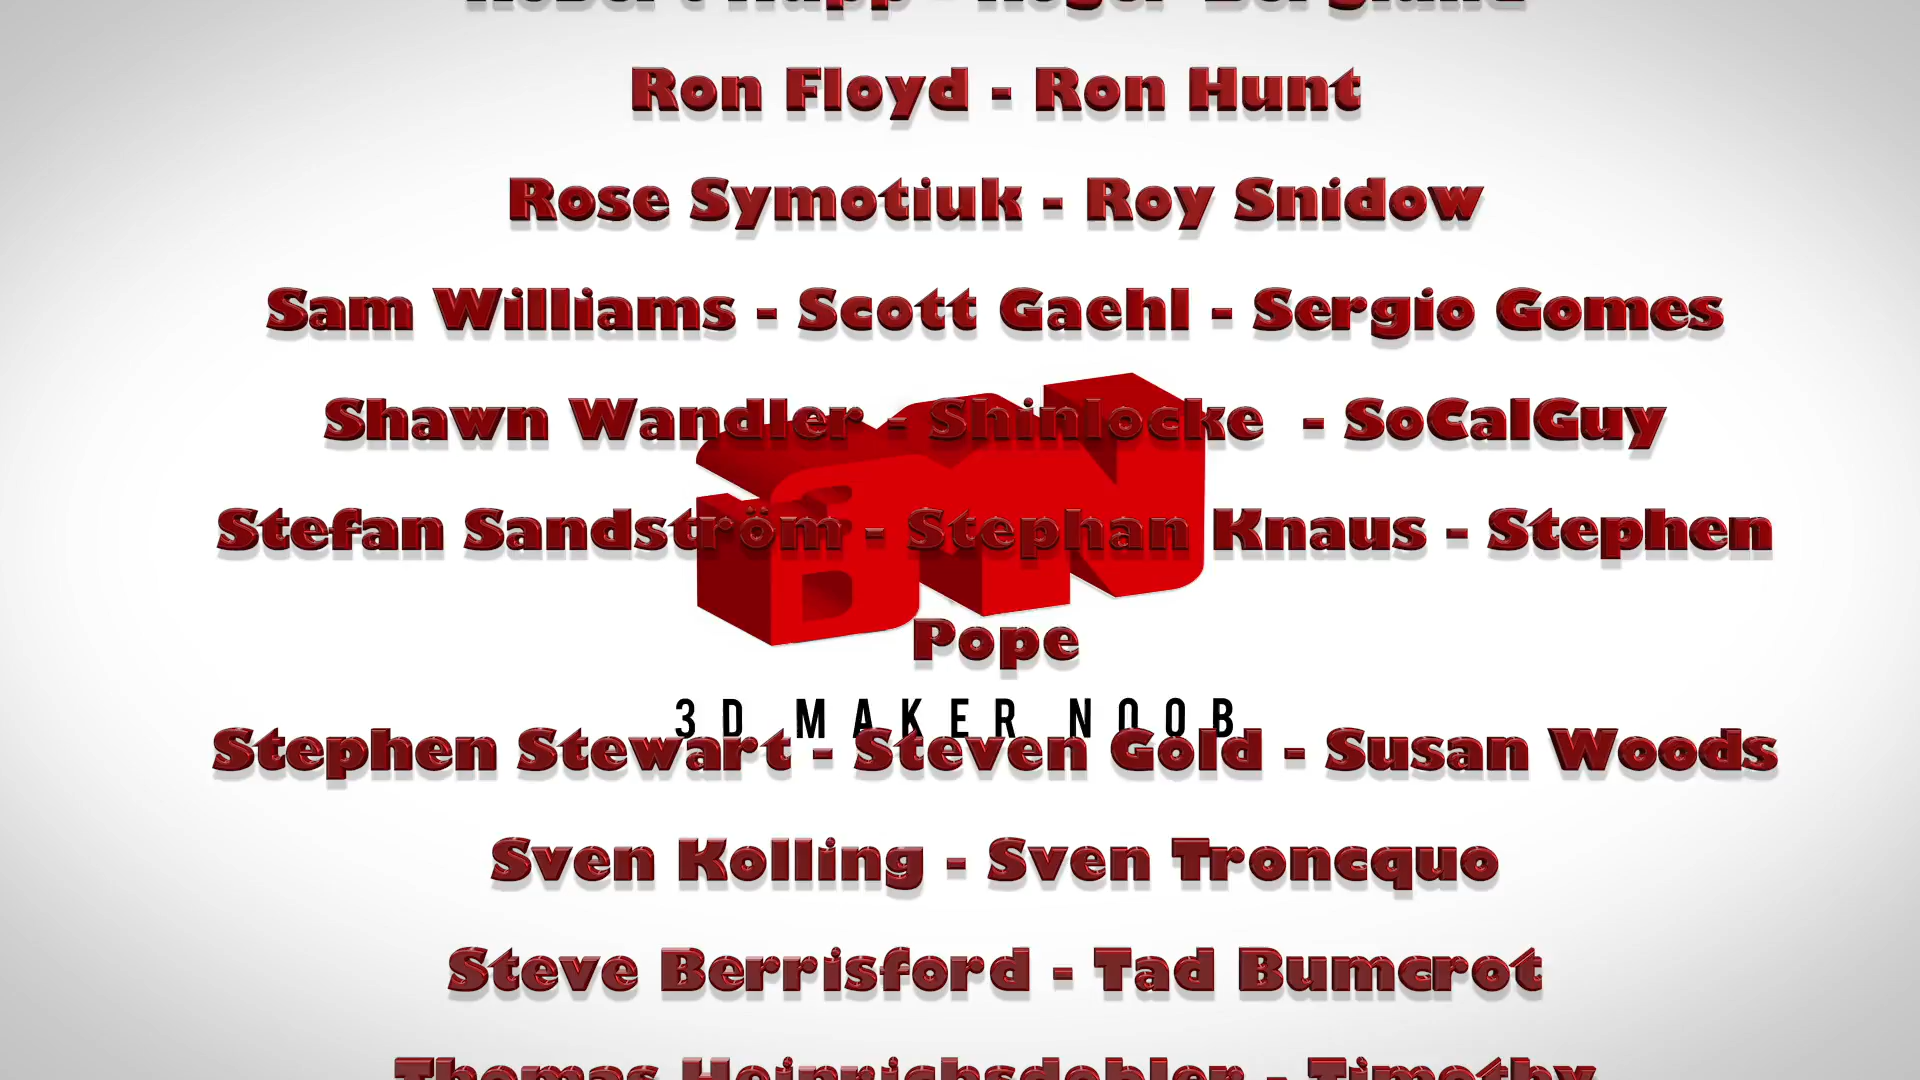 Ron Floyd - Ron Hunt
Rose Symotiuk - Roy Snidow
Sam Williams - Scott Gaehl - Sergio Gomes
Shawn Wandler - Shinlocke - SoCalGuy
Stefan Sandström - Stephan Knaus - Stephen
Pope
3D MAKER NOOB
Stephen Stewart - Steven Gold - Susan Woods
Sven Kolling - Sven Troncquo
Steve Berrisford - Tad Bumcrot
Thomas - Timothy